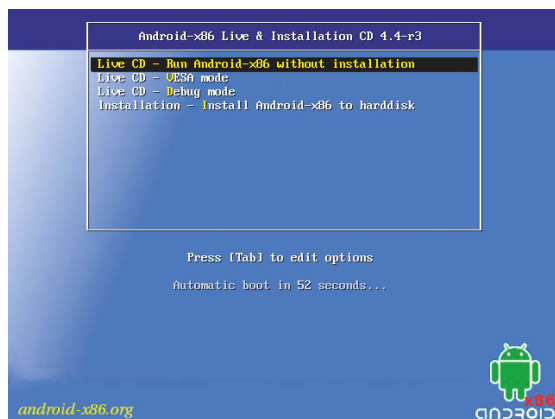 Android-x86 Live & Installation CD 4.4-r3
Live CD - Run Android-x86 without installation
Live CD - VESA mode
Live CD - Debug mode
Installation - Install Android-x86 to harddisk
Press [Tab] to edit options
Automatic boot in 52 seconds...
android-x86.org
x86
ANDROID